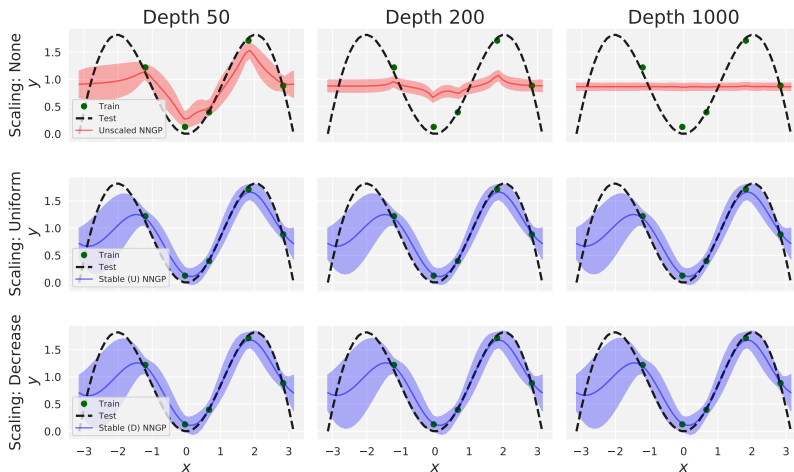 Depth 50
Depth 200
Depth 1000
Scaling: None
y
1.5
1.0
0.5
0.0
Train
Test
Unscaled NNGP
Scaling: Uniform
y
1.5
1.0
0.5
0.0
Train
Test
Stable (U) NNGP
Scaling: Decrease
y
1.5
1.0
0.5
0.0
Train
Test
Stable (D) NNGP
−3 −2 −1 0 1 2 3
−3 −2 −1 0 1 2 3
−3 −2 −1 0 1 2 3
x
x
x